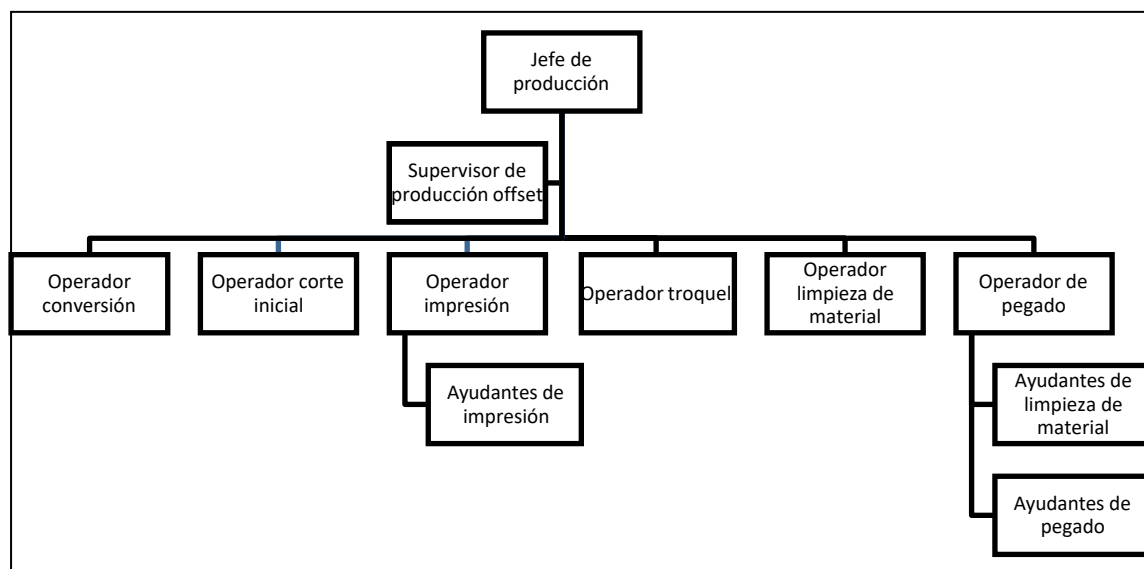 Jefe de
producción
Supervisor de
producción offset
Operador
conversión
Operador corte
inicial
Operador
impresión
Operador troquel
Operador
limpieza de
material
Operador de
pegado
Ayudantes de
impresión
Ayudantes de
limpieza de
material
Ayudantes de
pegado